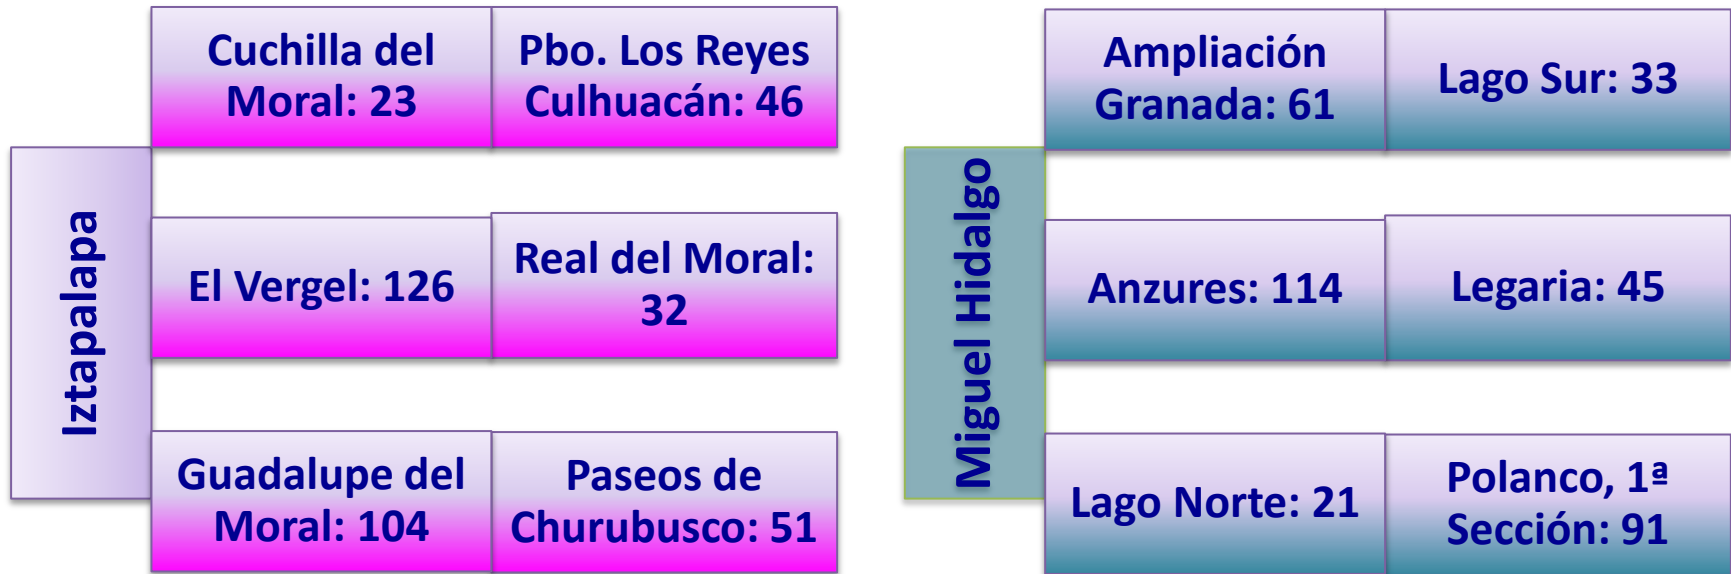 Iztapalapa
Cuchilla del
Moral: 23
Pbo. Los Reyes
Culhuacán: 46
El Vergel: 126
Real del Moral:
32
Guadalupe del
Moral: 104
Paseos de
Churubusco: 51
Miguel Hidalgo
Ampliación
Granada: 61
Lago Sur: 33
Anzures: 114
Legaria: 45
Lago Norte: 21
Polanco, 1ª
Sección: 91